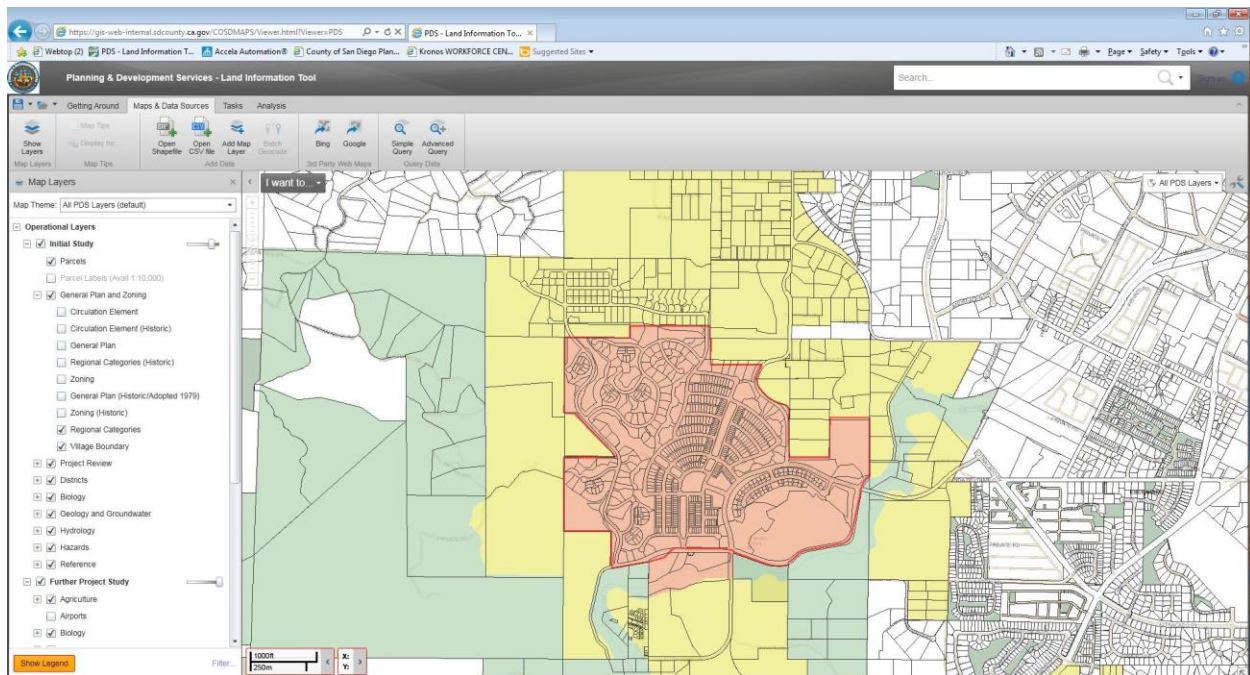 https://gis-web-internal.sdcounty.ca.gov/COSDMAPS/Viewer.html?Viewer=PDS
PDS - Land Information To...
Webtop (2) PDS - Land Information T... Accela Automation® County of San Diego Plan... Kronos WORKFORCE CEN... Suggested Sites
Page Safety Tools
Planning & Development Services - Land Information Tool
Search...
Sign in
Getting Around Maps & Data Sources Tasks Analysis
Show Layers
Map Tips
Open Shapefile
Open CSV file
Add Map Layer
Batch Geocode
Bing Google
Simple Query
Advanced Query
Map Layers Map Tips Add Data 3rd Party Web Maps Query Data
Map Layers
I want to...
All PDS Layers
Map Theme: All PDS Layers (default)
Operational Layers
Initial Study
Parcels
Parcel Labels (Avail 1:10,000)
General Plan and Zoning
Circulation Element
Circulation Element (Historic)
General Plan
Regional Categories (Historic)
Zoning
General Plan (Historic/Adopted 1979)
Zoning (Historic)
Regional Categories
Village Boundary
Project Review
Districts
Biology
Geology and Groundwater
Hydrology
Hazards
Reference
Further Project Study
Agriculture
Airports
Biology
Show Legend
Filter...
1000ft
250m
X:
Y:
PRIVATE RD